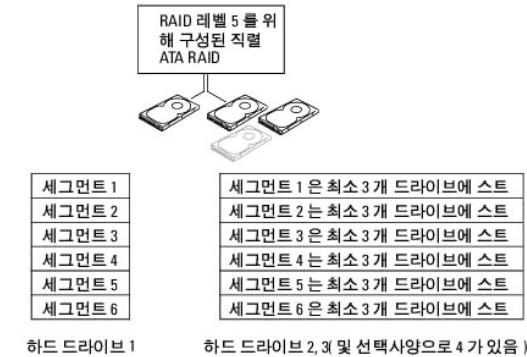 RAID 레벨 5 를 위
해 구성된 직렬
ATA RAID
세그먼트 1
세그먼트 2
세그먼트 3
세그먼트 4
세그먼트 5
세그먼트 6
하드 드라이브 1
세그먼트 1 은 최소 3 개 드라이브에 스트
세그먼트 2 는 최소 3 개 드라이브에 스트
세그먼트 3 은 최소 3 개 드라이브에 스트
세그먼트 4 는 최소 3 개 드라이브에 스트
세그먼트 5 는 최소 3 개 드라이브에 스트
세그먼트 6 은 최소 3 개 드라이브에 스트
하드 드라이브 2, 3( 및 선택사양으로 4 가 있음 )